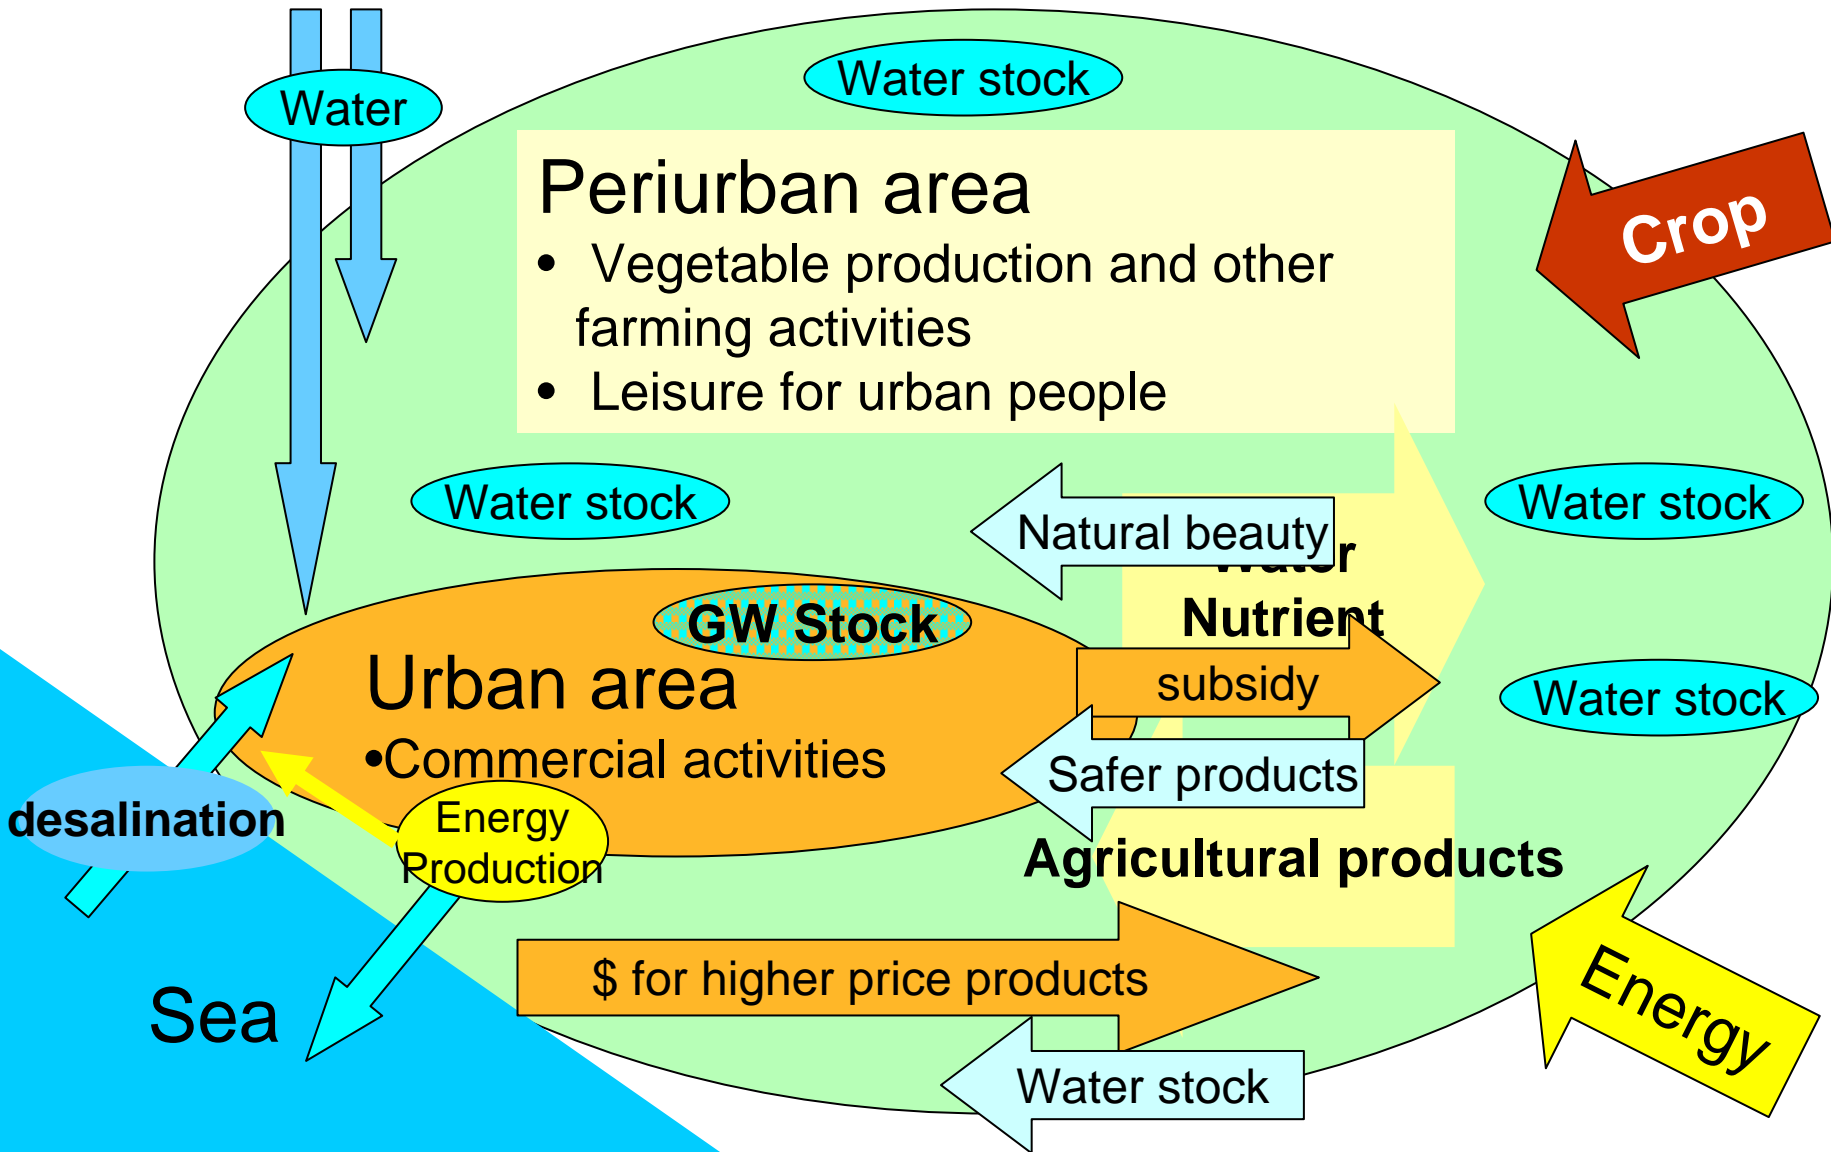 Water stock
Water
Periurban area
• Vegetable production and other
farming activities
• Leisure for urban people
Crop
Water stock
Water stock
Natural beauty
Water
Nutrient
GW Stock
Urban area
•Commercial activities
subsidy
Water stock
Safer products
desalination
Energy
Production
Agricultural products
$ for higher price products
Sea
Energy
Water stock